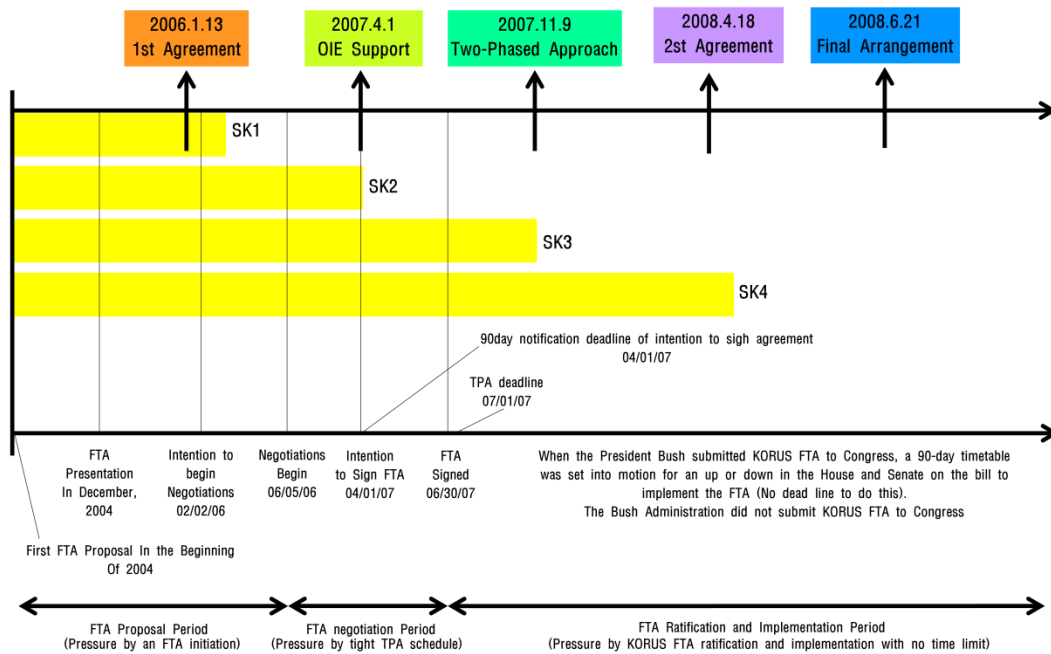 2006.1.13
1st Agreement
2007.4.1
OIE Support
2007.11.9
Two-Phased Approach
2008.4.18
2st Agreement
2008.6.21
Final Arrangement
SK1
SK2
SK3
SK4
90day notification deadline of intention to sigh agreement
04/01/07
TPA deadline
07/01/07
FTA
Presentation
In December,
2004
Intention to
begin
Negotiations
02/02/06
Negotiations
Begin
06/05/06
Intention
to Sign FTA
04/01/07
FTA
Signed
06/30/07
When the President Bush submitted KORUS FTA to Congress, a 90-day timetable
was set into motion for an up or down in the House and Senate on the bill to
implement the FTA (No dead line to do this).
The Bush Administration did not submit KORUS FTA to Congress
First FTA Proposal In the Beginning
Of 2004
FTA Proposal Period
(Pressure by an FTA initiation)
FTA negotiation Period
(Pressure by tight TPA schedule)
FTA Ratification and Implementation Period
(Pressure by KORUS FTA ratification and implementation with no time limit)